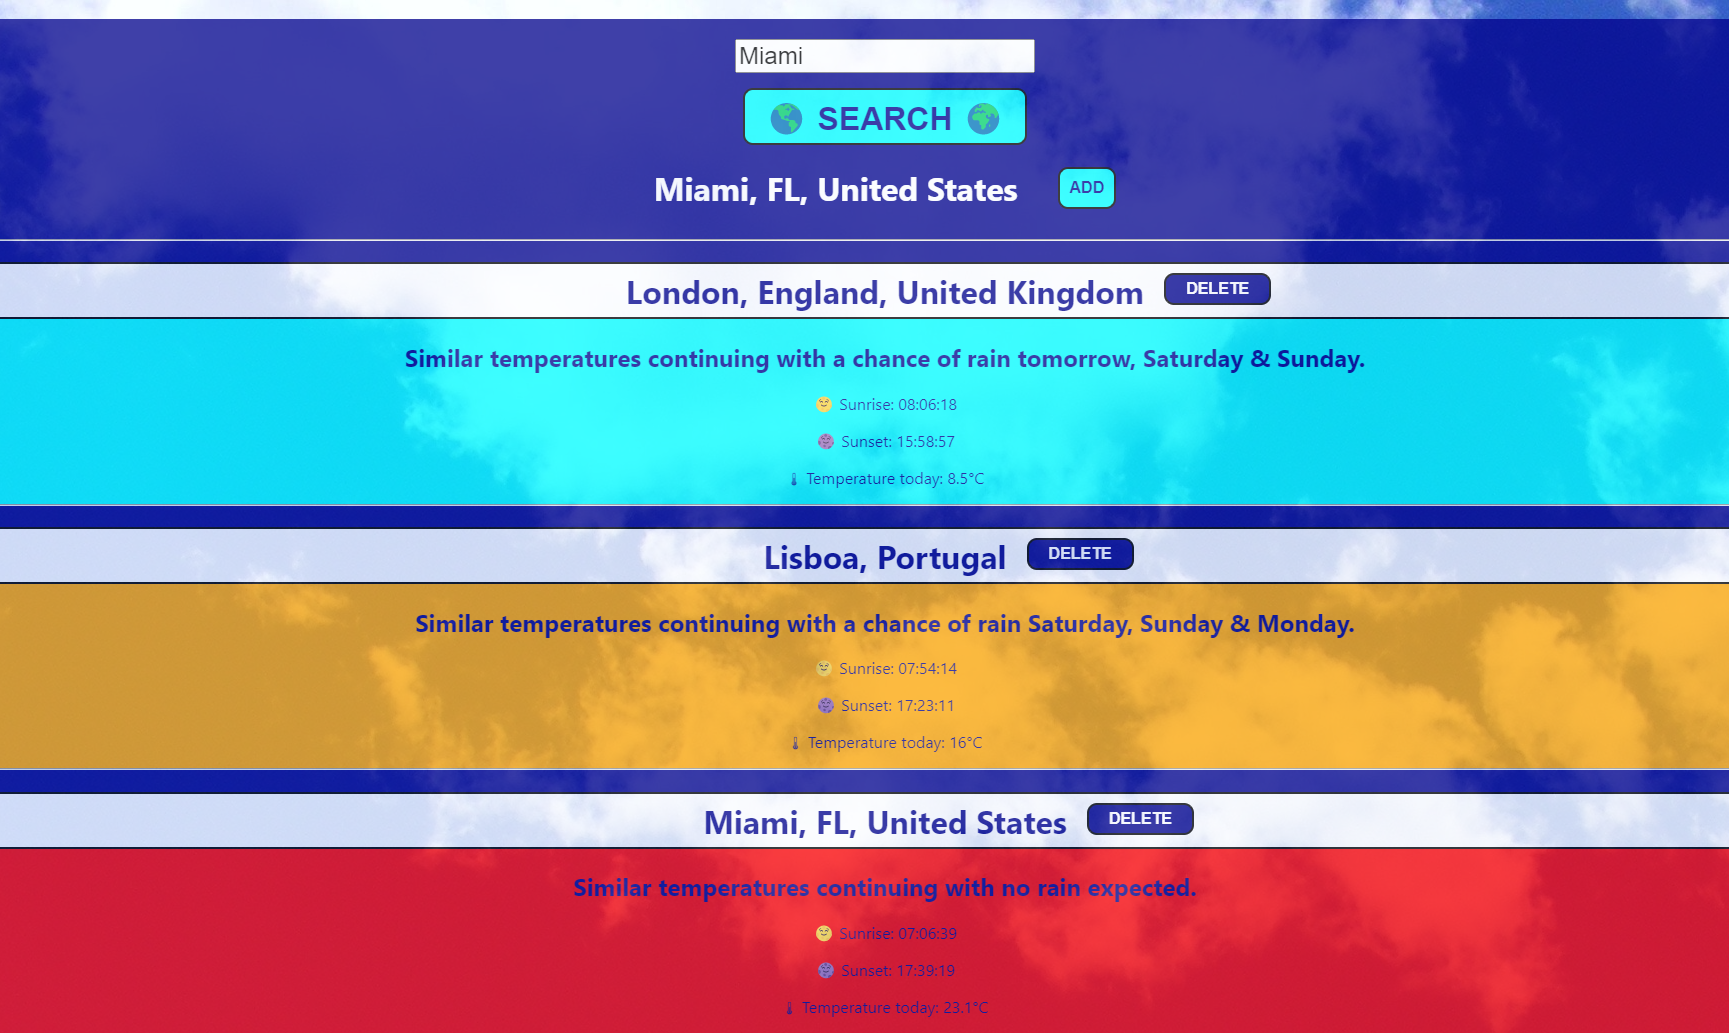 Miami
SEARCH
Miami, FL, United States ADD
London, England, United Kingdom DELETE
Similar temperatures continuing with a chance of rain tomorrow, Saturday & Sunday.
Sunrise: 08:06:18
Sunset: 15:58:57
Temperature today: 8.5°C
Lisboa, Portugal DELETE
Similar temperatures continuing with a chance of rain Saturday, Sunday & Monday.
Sunrise: 07:54:14
Sunset: 17:23:11
Temperature today: 16°C
Miami, FL, United States DELETE
Similar temperatures continuing with no rain expected.
Sunrise: 07:06:39
Sunset: 17:39:19
Temperature today: 23.1°C